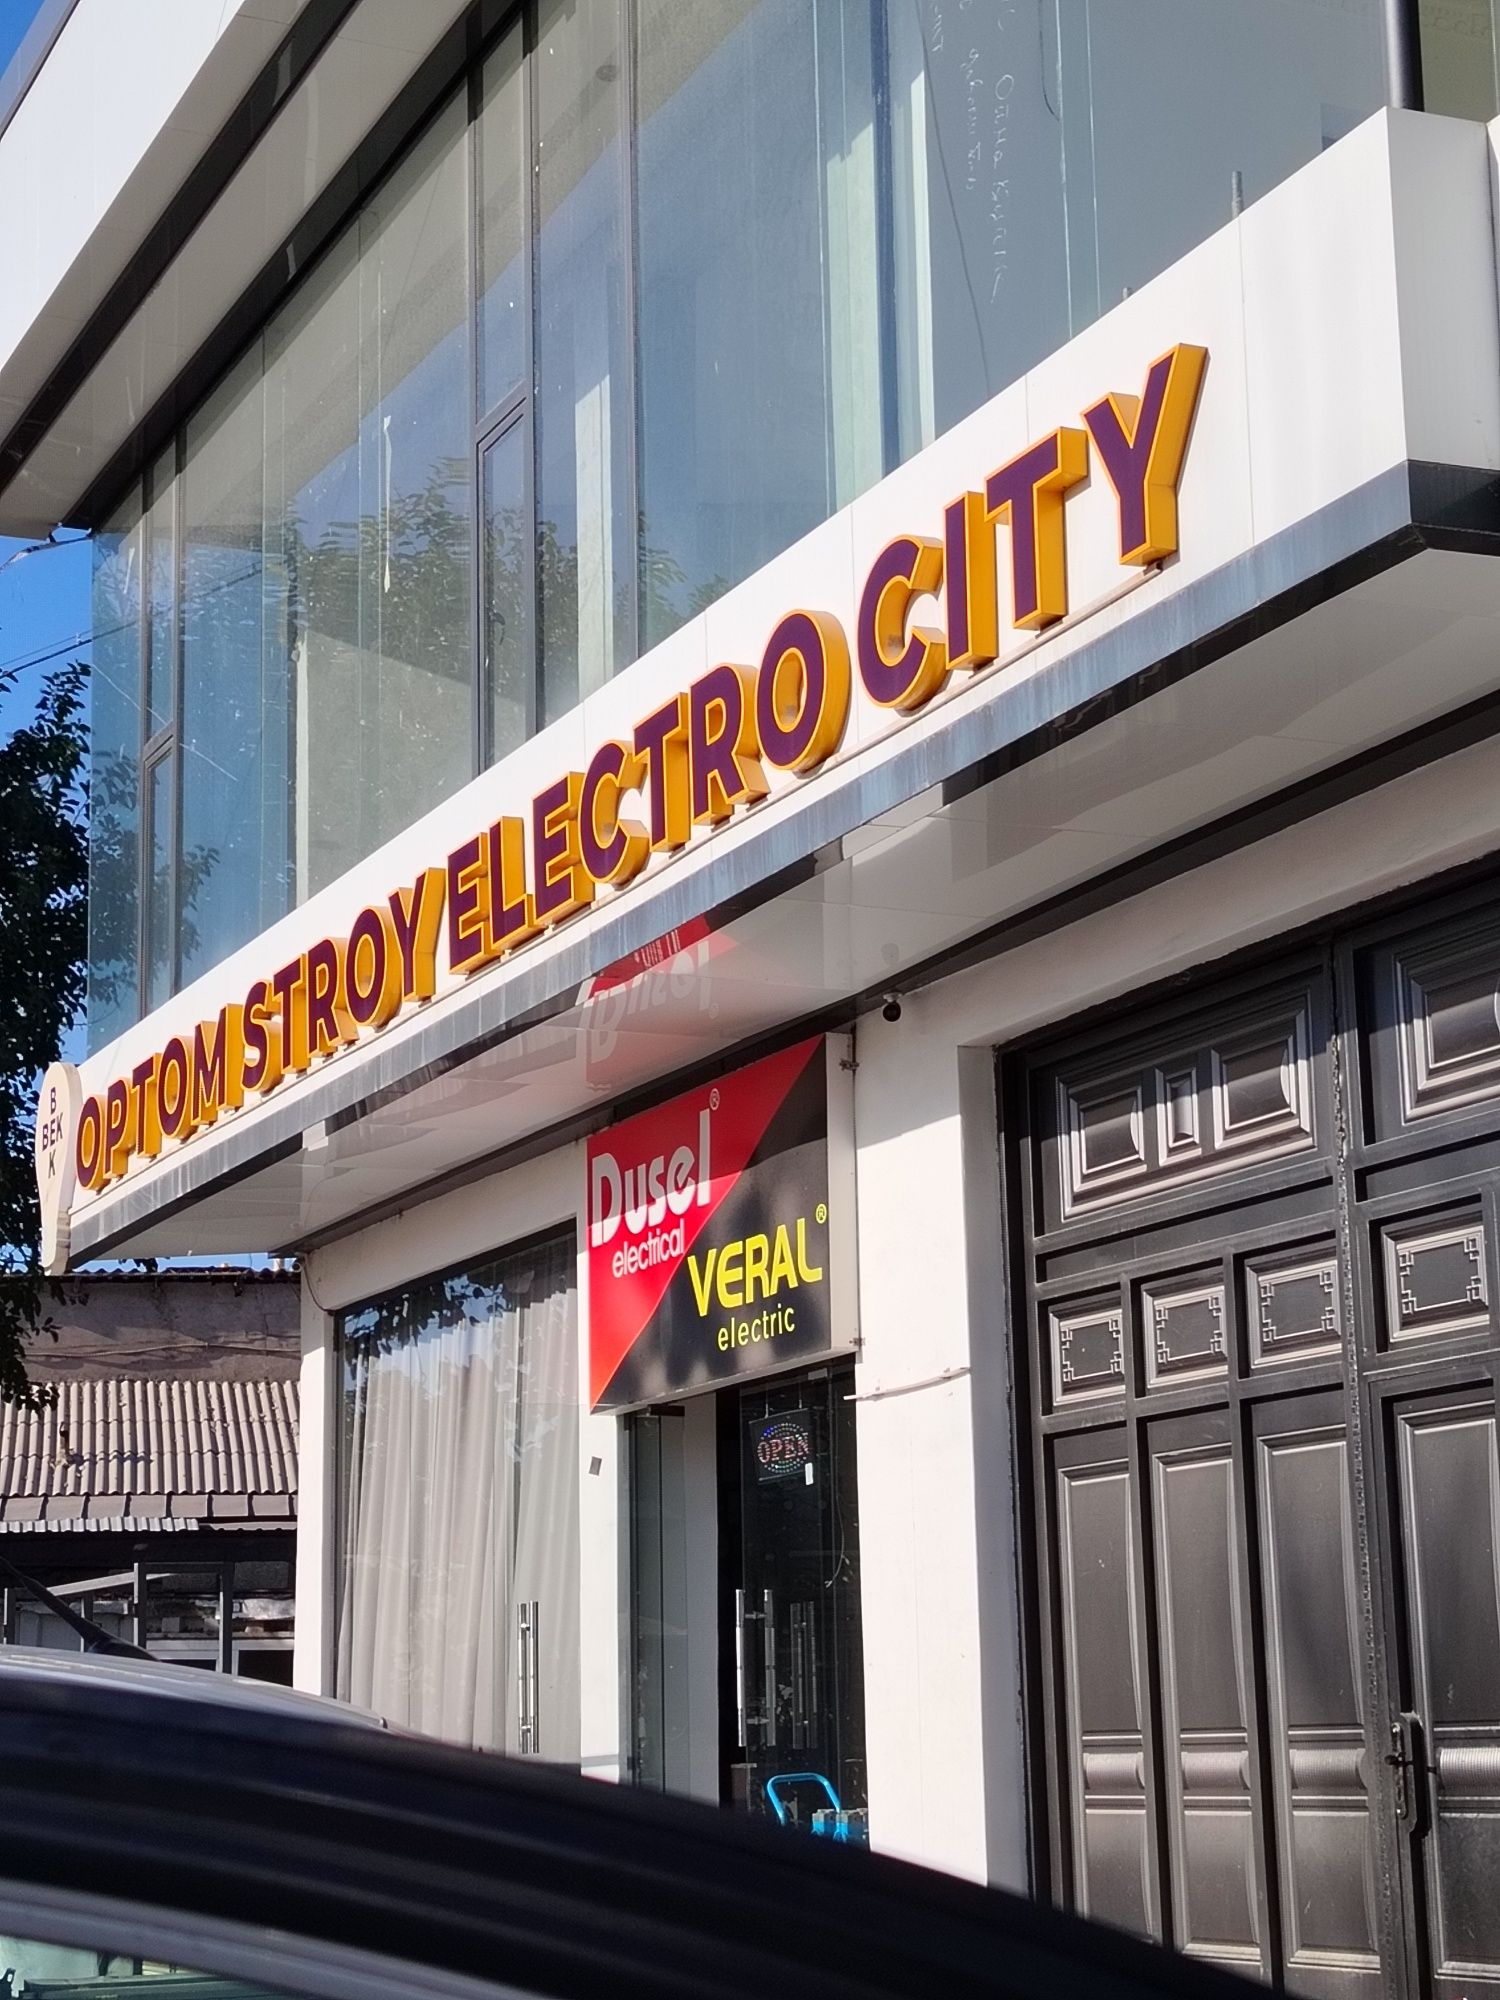 OPTOM STROY ELECTRO CITY
B
BEK
K
Dusel®
electrical
VERAL®
electric
OPEN